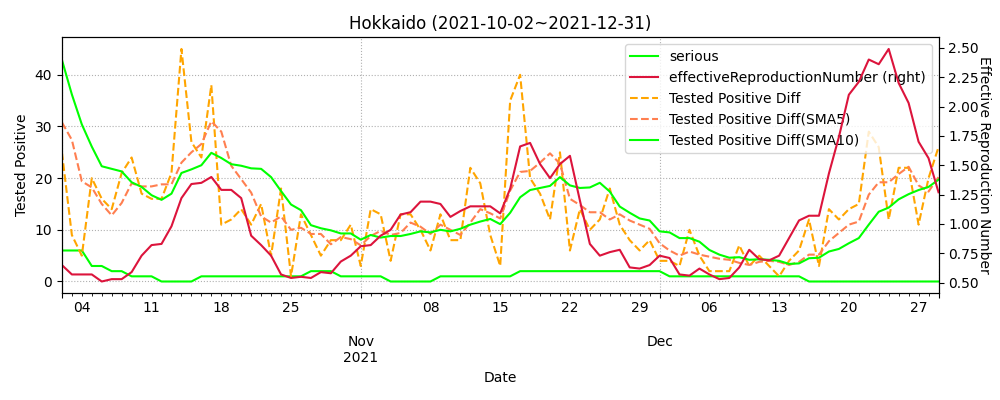 Hokkaido (2021-10-02~2021-12-31)
serious
effectiveReproductionNumber (right)
Tested Positive Diff
Tested Positive Diff(SMA5)
Tested Positive Diff(SMA10)
Tested Positive
40
30
20
10
0
2.50
2.25
2.00
1.75
1.50
1.25
1.00
0.75
0.50
Effective Reproduction Number
04 11 18 25 08 15 22 29 06 13 20 27
Nov Dec
2021
Date